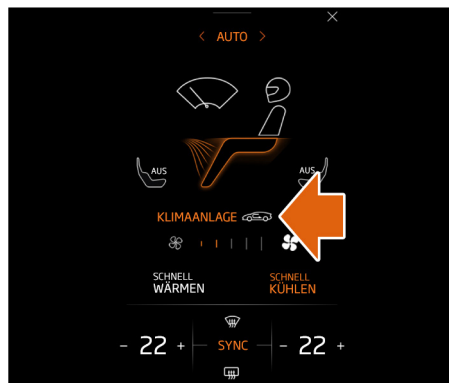 AUTO
AUS
AUS
KLIMAANLAGE
SCHNELL
WÄRMEN
SCHNELL
KÜHLEN
- 22 + SYNC - 22 +